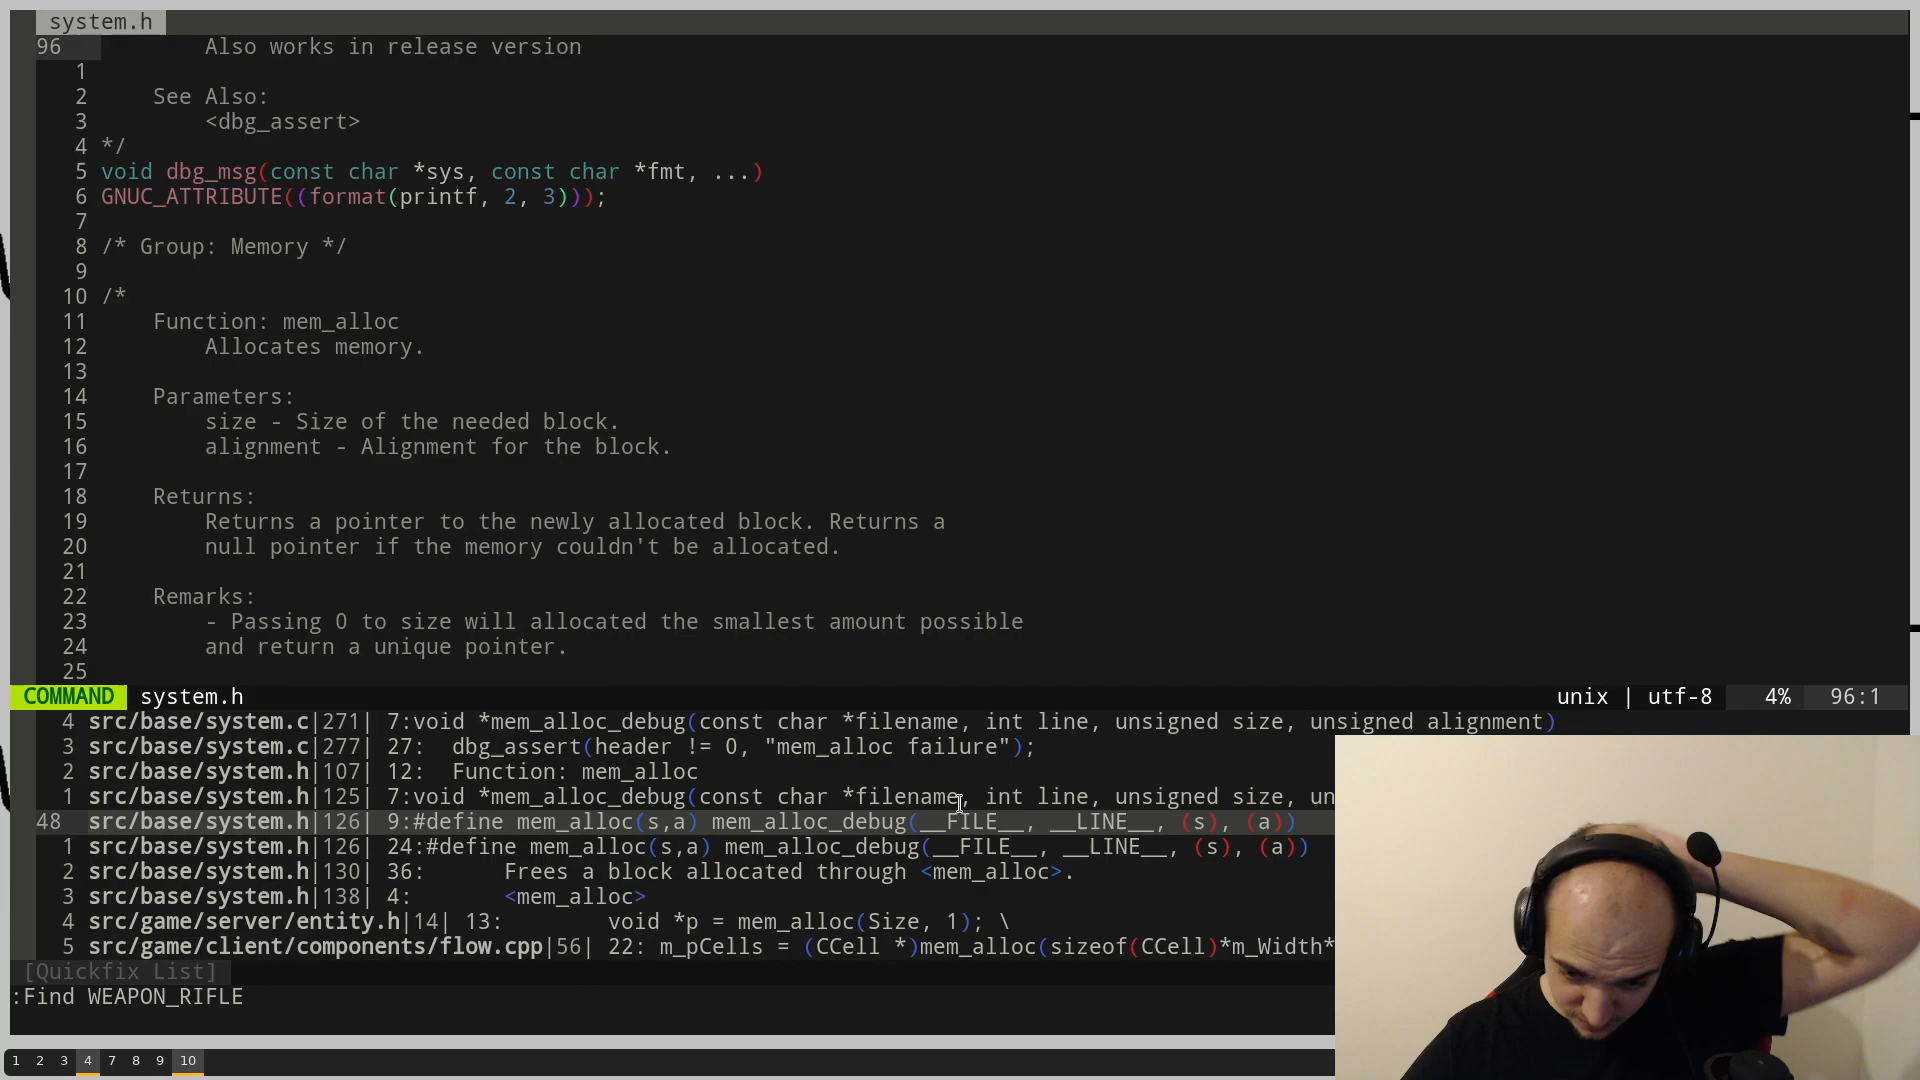 system.h
96 Also works in release version
1
2 See Also:
3 <dbg_assert>
4 */
5 void dbg_msg(const char *sys, const char *fmt, ...)
6 GNUC_ATTRIBUTE((format(printf, 2, 3)));
7
8 /* Group: Memory */
9
10 /*
11 Function: mem_alloc
12 Allocates memory.
13
14 Parameters:
15 size - Size of the needed block.
16 alignment - Alignment for the block.
17
18 Returns:
19 Returns a pointer to the newly allocated block. Returns a
20 null pointer if the memory couldn't be allocated.
21
22 Remarks:
23 - Passing 0 to size will allocated the smallest amount possible
24 and return a unique pointer.
25
COMMAND system.h unix | utf-8 4% 96:1
4 src/base/system.c|271| 7:void *mem_alloc_debug(const char *filename, int line, unsigned size, unsigned alignment)
3 src/base/system.c|277| 27: dbg_assert(header != 0, "mem_alloc failure");
2 src/base/system.h|107| 12: Function: mem_alloc
1 src/base/system.h|125| 7:void *mem_alloc_debug(const char *filename, int line, unsigned size, un
48 src/base/system.h|126| 9:#define mem_alloc(s,a) mem_alloc_debug(__FILE__, __LINE__, (s), (a))
1 src/base/system.h|126| 24:#define mem_alloc(s,a) mem_alloc_debug(__FILE__, __LINE__, (s), (a))
2 src/base/system.h|130| 36: Frees a block allocated through <mem_alloc>.
3 src/base/system.h|138| 4: <mem_alloc>
4 src/game/server/entity.h|14| 13: void *p = mem_alloc(Size, 1); \
5 src/game/client/components/flow.cpp|56| 22: m_pCells = (CCell *)mem_alloc(sizeof(CCell)*m_Width*
[Quickfix List]
:Find WEAPON_RIFLE
1 2 3 4 7 8 9 10